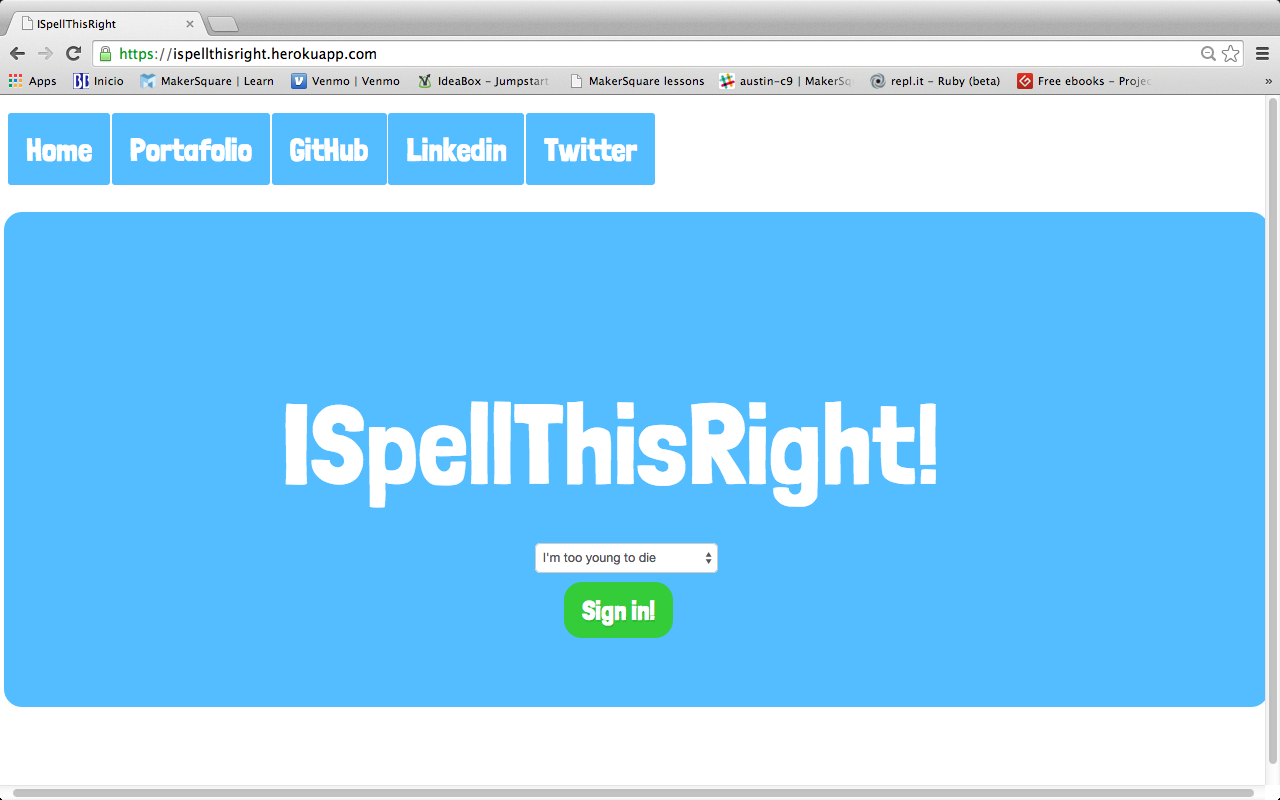 ISpellThisRight
https://ispellthisright.herokuapp.com
Apps Inicio MakerSquare | Learn Venmo | Venmo IdeaBox – Jumpstart MakerSquare lessons austin-c9 | MakerSq repl.it – Ruby (beta) Free ebooks – Projec »
Home Portafolio GitHub Linkedin Twitter
ISpellThisRight!
I'm too young to die
Sign in!